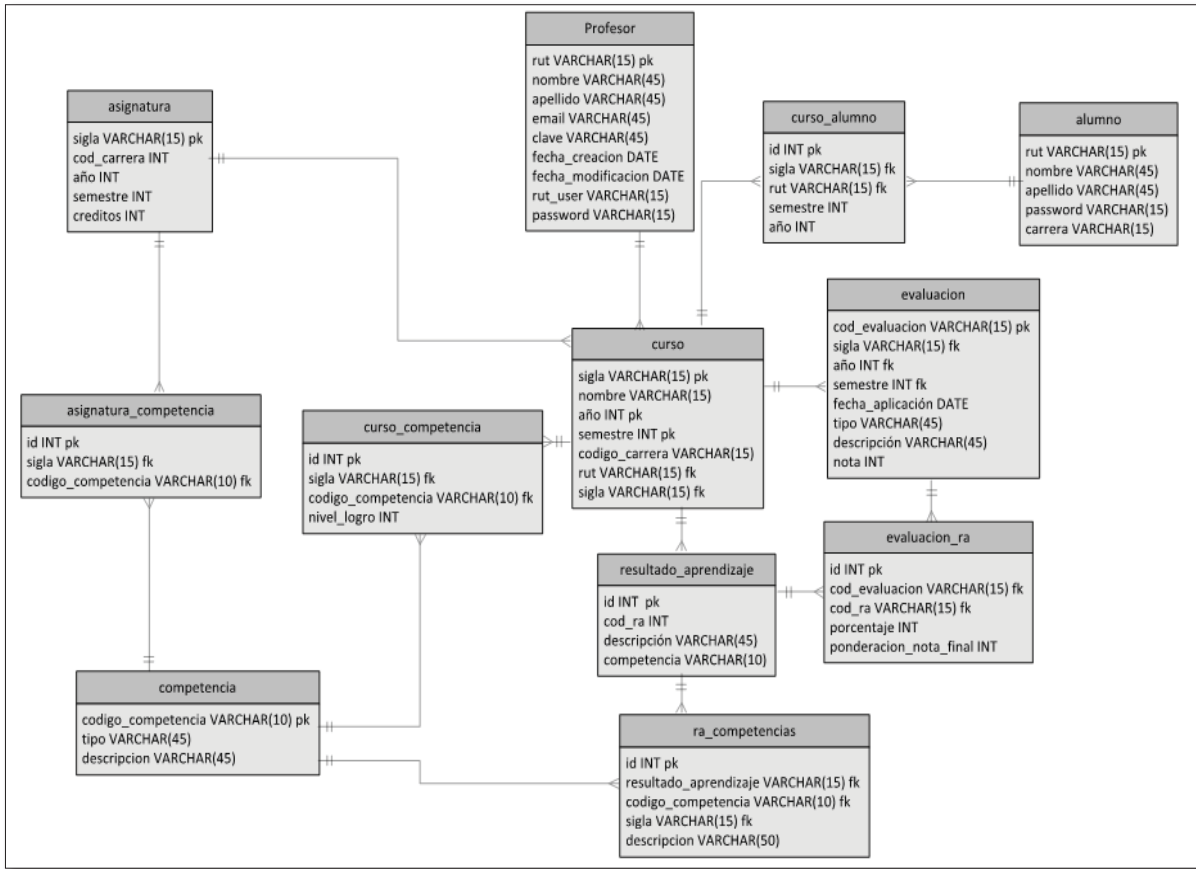 Profesor
rut VARCHAR(15) pk
nombre VARCHAR(45)
apellido VARCHAR(45)
email VARCHAR(45)
clave VARCHAR(45)
fecha_creacion DATE
fecha_modificacion DATE
rut_user VARCHAR(15)
password VARCHAR(15)
asignatura
sigla VARCHAR(15) pk
cod_carrera INT
año INT
semestre INT
creditos INT
curso_alumno
id INT pk
sigla VARCHAR(15) fk
rut VARCHAR(15) fk
semestre INT
año INT
alumno
rut VARCHAR(15) pk
nombre VARCHAR(45)
apellido VARCHAR(45)
password VARCHAR(15)
carrera VARCHAR(15)
evaluacion
cod_evaluacion VARCHAR(15) pk
sigla VARCHAR(15) fk
año INT fk
semestre INT fk
fecha_aplicación DATE
tipo VARCHAR(45)
descripción VARCHAR(45)
nota INT
curso
sigla VARCHAR(15) pk
nombre VARCHAR(15)
año INT pk
semestre INT pk
codigo_carrera VARCHAR(15)
rut VARCHAR(15) fk
sigla VARCHAR(15) fk
asignatura_competencia
id INT pk
sigla VARCHAR(15) fk
codigo_competencia VARCHAR(10) fk
curso_competencia
id INT pk
sigla VARCHAR(15) fk
codigo_competencia VARCHAR(10) fk
nivel_logro INT
evaluacion_ra
id INT pk
cod_evaluacion VARCHAR(15) fk
cod_ra VARCHAR(15) fk
porcentaje INT
ponderacion_nota_final INT
resultado_aprendizaje
id INT pk
cod_ra INT
descripción VARCHAR(45)
competencia VARCHAR(10)
competencia
codigo_competencia VARCHAR(10) pk
tipo VARCHAR(45)
descripcion VARCHAR(45)
ra_competencias
id INT pk
resultado_aprendizaje VARCHAR(15) fk
codigo_competencia VARCHAR(10) fk
sigla VARCHAR(15) fk
descripcion VARCHAR(50)